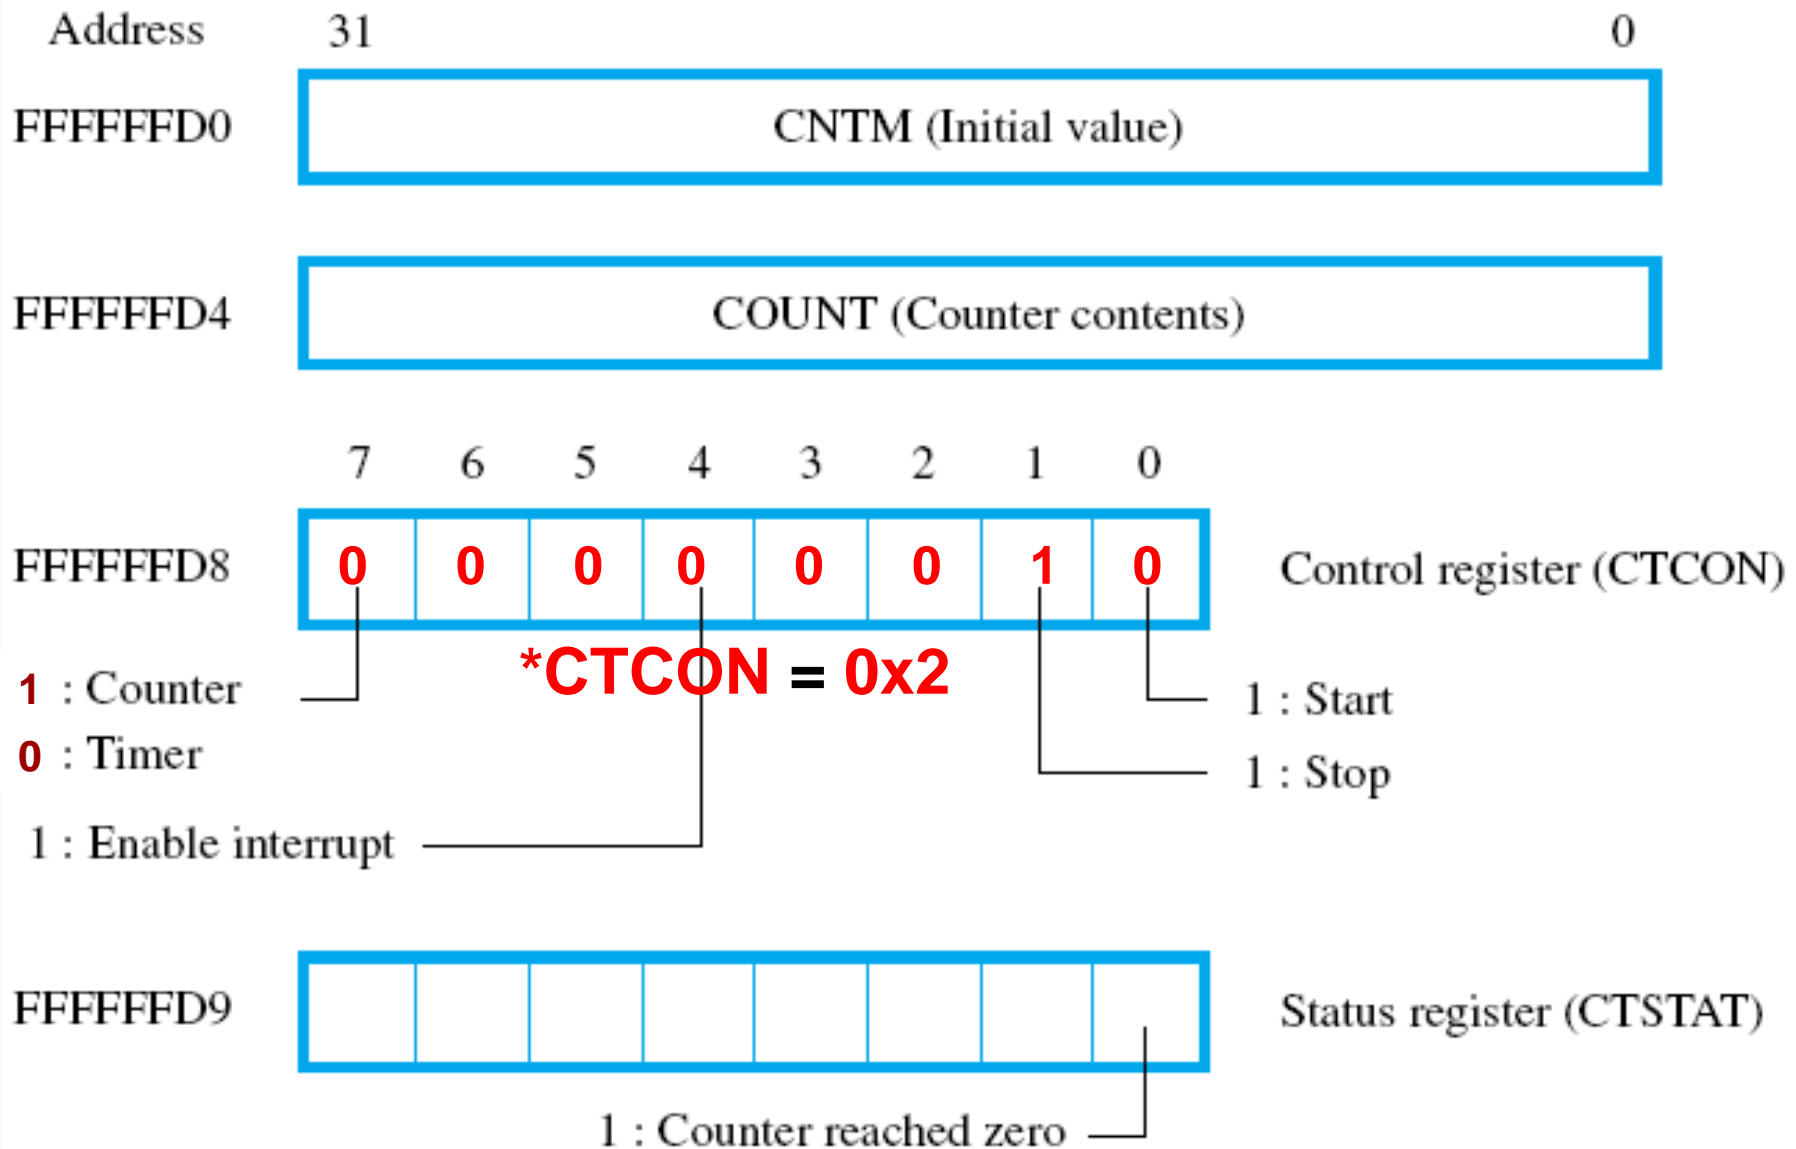 Address 31 0
FFFFFFD0 CNTM (Initial value)
FFFFFFD4 COUNT (Counter contents)
7 6 5 4 3 2 1 0
FFFFFFD8 0 0 0 0 0 0 1 0 Control register (CTCON)
*CTCON = 0x2
1 : Counter 1 : Start
0 : Timer 1 : Stop
1 : Enable interrupt
FFFFFFD9 Status register (CTSTAT)
1 : Counter reached zero